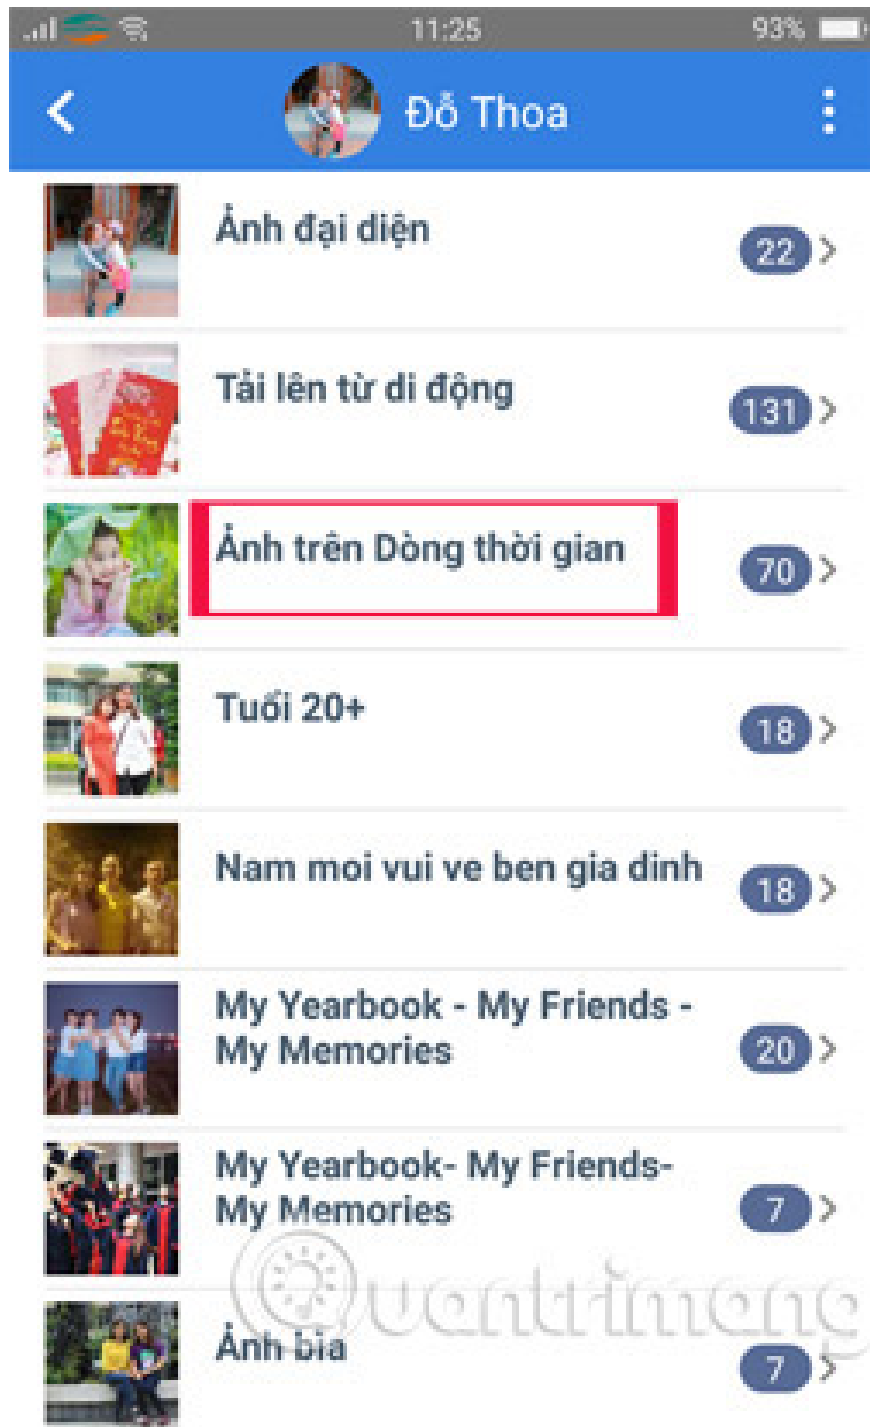 11:25
93%
Đỗ Thoa
Ảnh đại diện
22
Tải lên từ di động
131
Ảnh trên Dòng thời gian
70
Tuổi 20+
18
Nam moi vui ve ben gia dinh
18
My Yearbook - My Friends -
My Memories
20
My Yearbook- My Friends-
My Memories
7
Quantrimang
Ảnh bìa
7